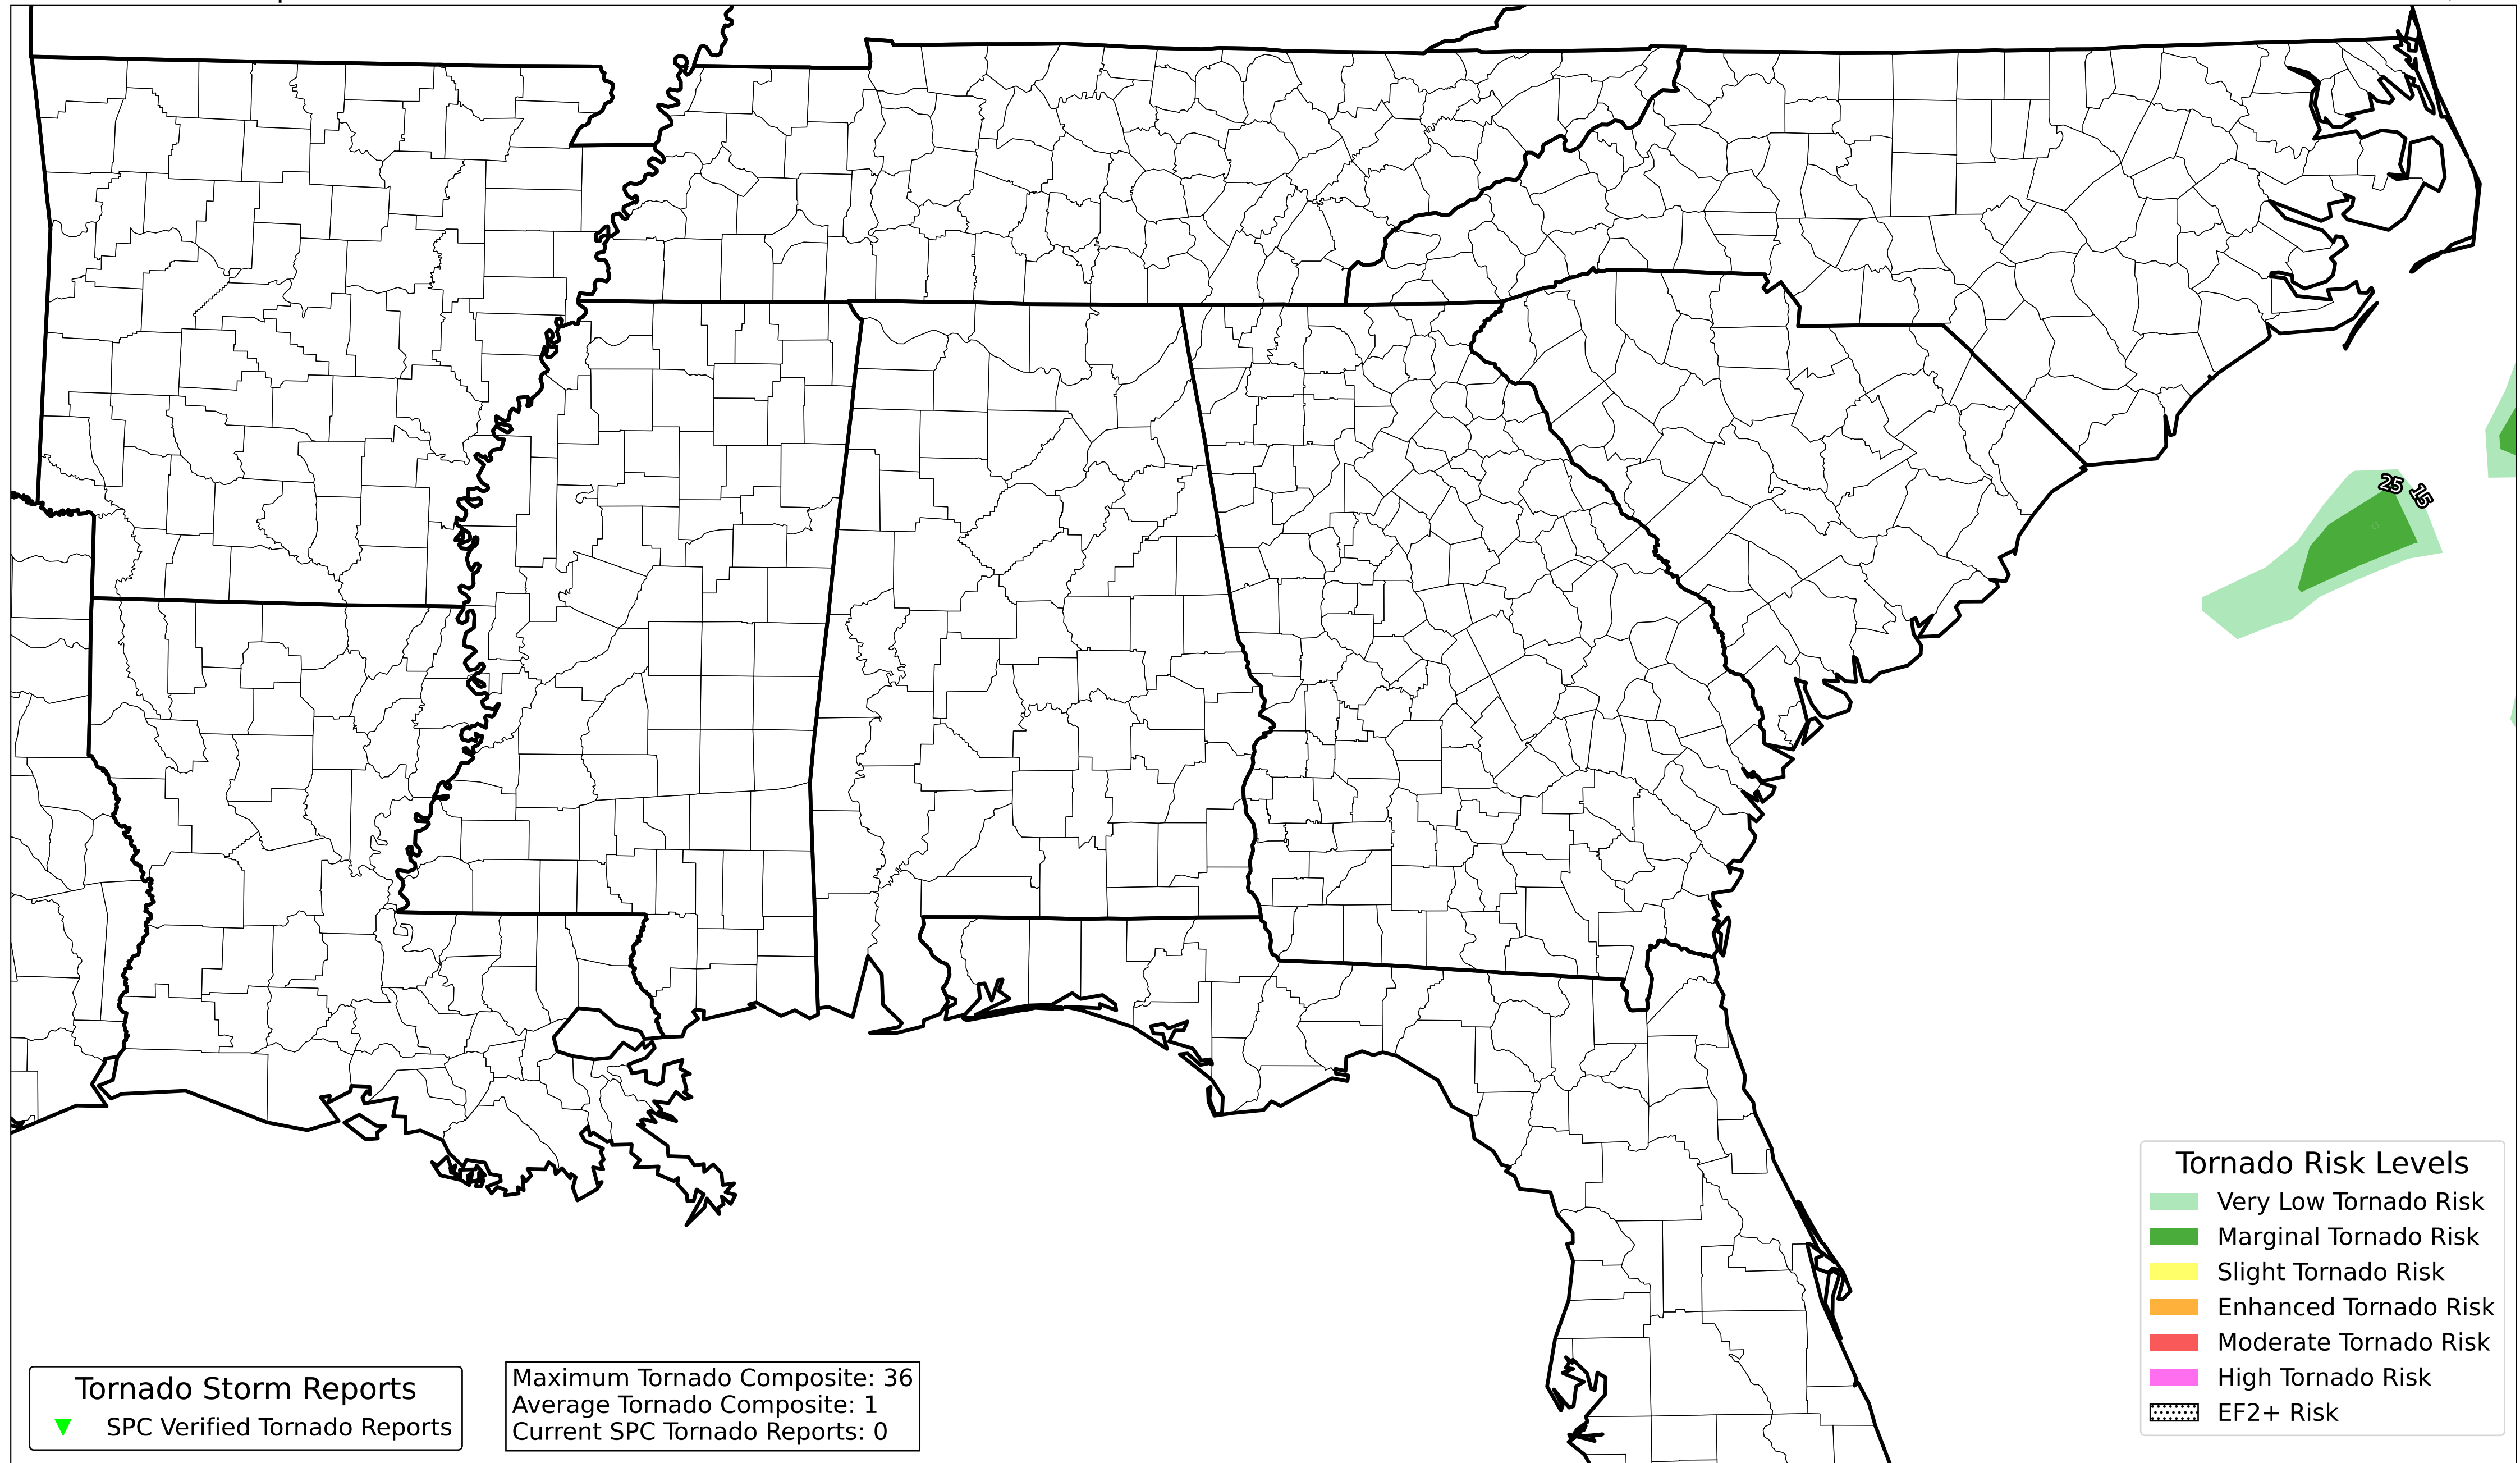 25
15
Tornado Risk Levels
Very Low Tornado Risk
Marginal Tornado Risk
Slight Tornado Risk
Enhanced Tornado Risk
Moderate Tornado Risk
High Tornado Risk
EF2+ Risk
Tornado Storm Reports
SPC Verified Tornado Reports
Maximum Tornado Composite: 36
Average Tornado Composite: 1
Current SPC Tornado Reports: 0